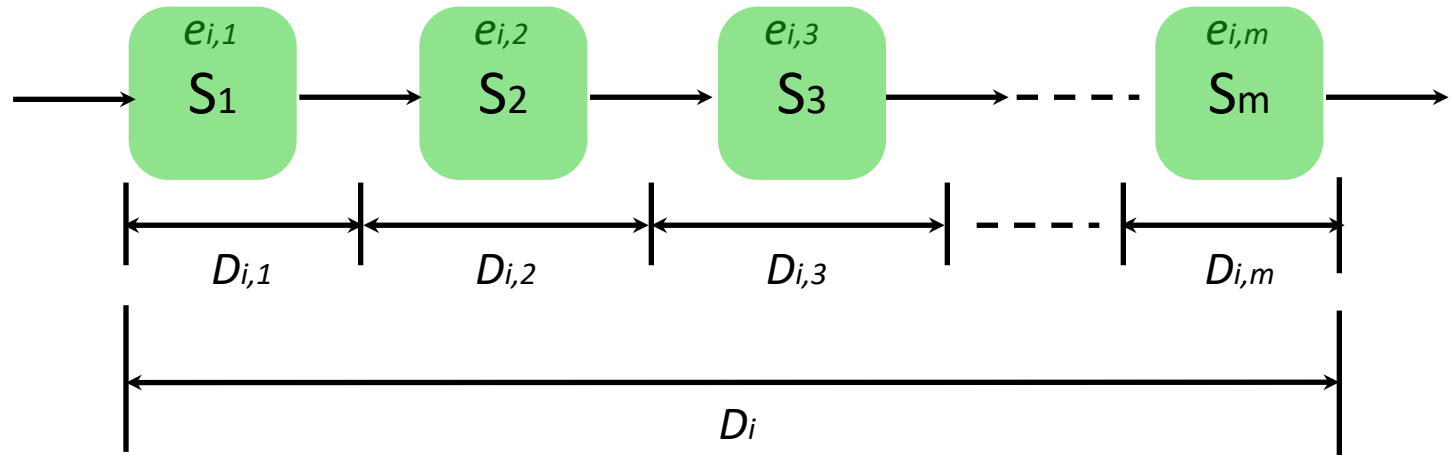 ei,1 ei,2 ei,3 ei,m
S1 S2 S3 Sm
Di,1 Di,2 Di,3 Di,m
Di